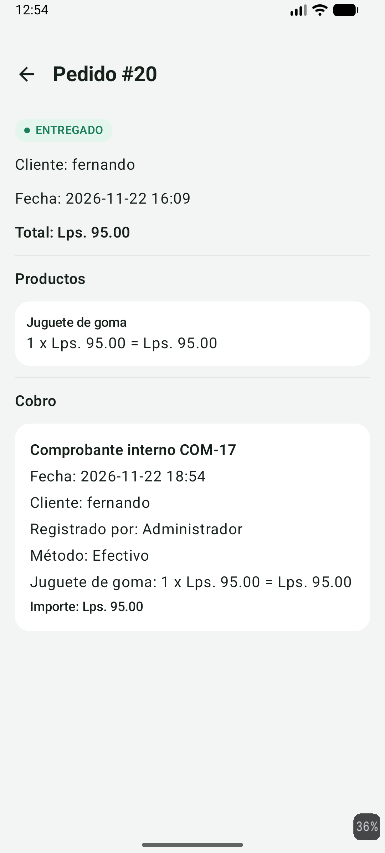 12:54
Pedido #20
ENTREGADO
Cliente: fernando
Fecha: 2026-11-22 16:09
Total: Lps. 95.00
Productos
Juguete de goma
1 x Lps. 95.00 = Lps. 95.00
Cobro
Comprobante interno COM-17
Fecha: 2026-11-22 18:54
Cliente: fernando
Registrado por: Administrador
Método: Efectivo
Juguete de goma: 1 x Lps. 95.00 = Lps. 95.00
Importe: Lps. 95.00
36%